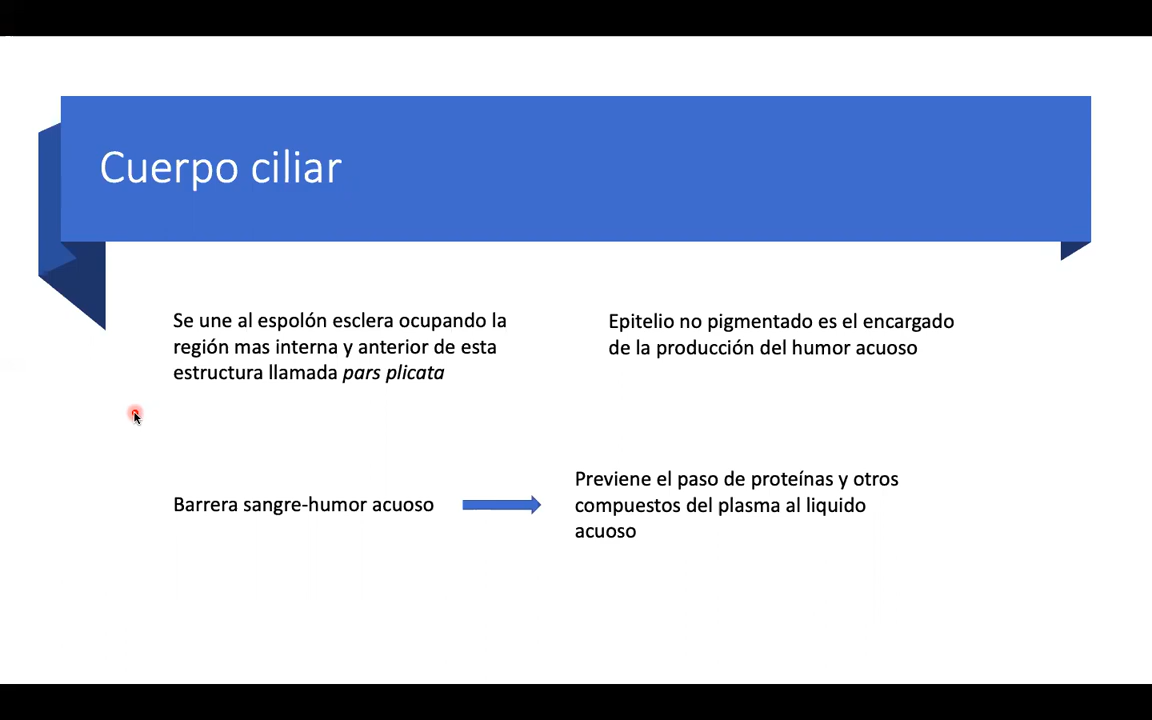 Cuerpo ciliar
Se une al espolón esclera ocupando la
región mas interna y anterior de esta
estructura llamada pars plicata
Epitelio no pigmentado es el encargado
de la producción del humor acuoso
Barrera sangre-humor acuoso
Previene el paso de proteínas y otros
compuestos del plasma al liquido
acuoso